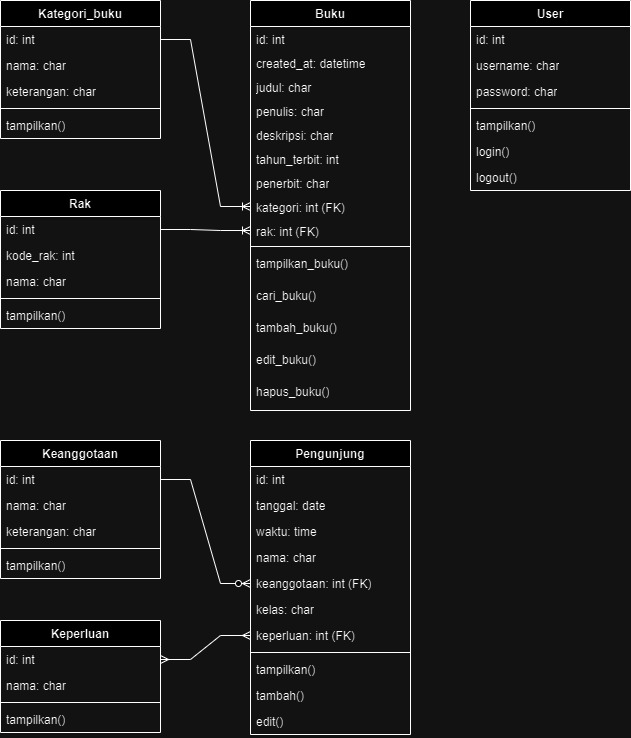 Kategori_buku
id: int
nama: char
keterangan: char
tampilkan()
Buku
id: int
created_at: datetime
judul: char
penulis: char
deskripsi: char
tahun_terbit: int
penerbit: char
kategori: int (FK)
rak: int (FK)
tampilkan_buku()
cari_buku()
tambah_buku()
edit_buku()
hapus_buku()
User
id: int
username: char
password: char
tampilkan()
login()
logout()
Rak
id: int
kode_rak: int
nama: char
tampilkan()
Keanggotaan
id: int
nama: char
keterangan: char
tampilkan()
Pengunjung
id: int
tanggal: date
waktu: time
nama: char
keanggotaan: int (FK)
kelas: char
keperluan: int (FK)
tampilkan()
tambah()
edit()
Keperluan
id: int
nama: char
tampilkan()